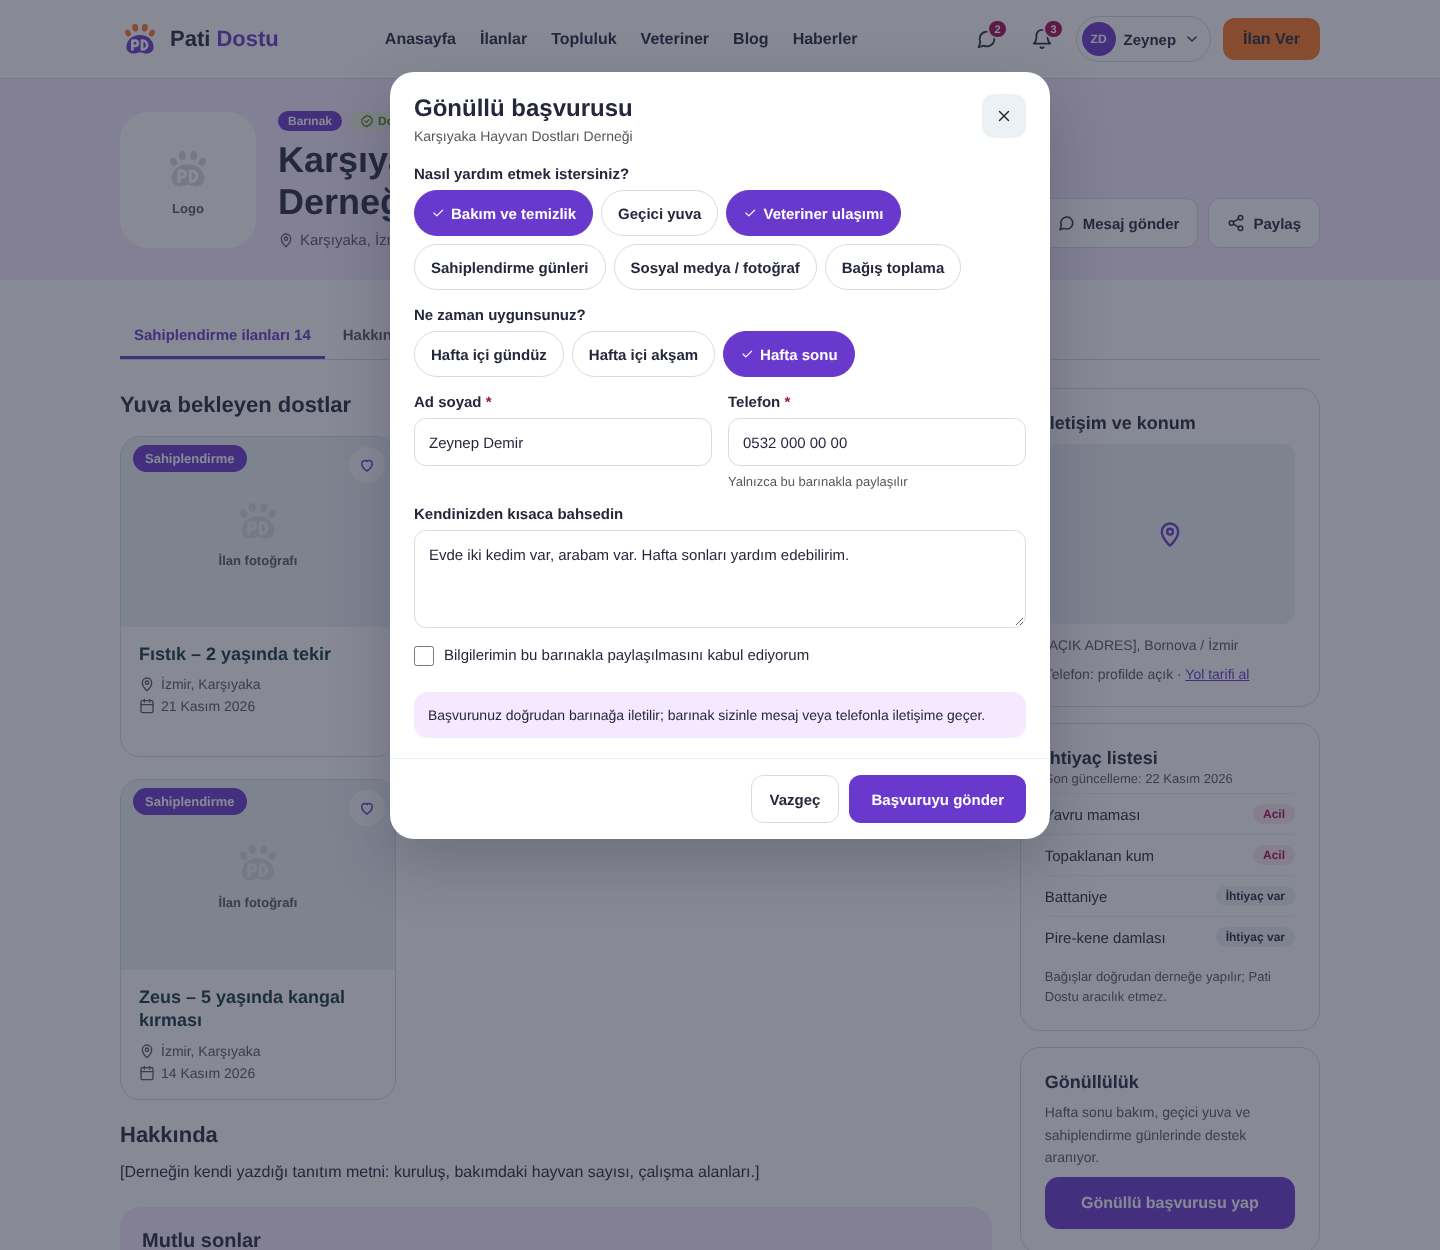 Pati Dostu
Anasayfa İlanlar Topluluk Veteriner Blog Haberler
2
3
ZD Zeynep
İlan Ver
PD
Logo
Barınak
Karşıyaka, İz
Mesaj gönder
Paylaş
Sahiplendirme ilanları 14
Gönüllü başvurusu
Karşıyaka Hayvan Dostları Derneği
Nasıl yardım etmek istersiniz?
Bakım ve temizlik
Geçici yuva
Veteriner ulaşımı
Sahiplendirme günleri
Sosyal medya / fotoğraf
Bağış toplama
Ne zaman uygunsunuz?
Hafta içi gündüz
Hafta içi akşam
Hafta sonu
Ad soyad *
Telefon *
Zeynep Demir
0532 000 00 00
Yalnızca bu barınakla paylaşılır
Kendinizden kısaca bahsedin
Evde iki kedim var, arabam var. Hafta sonları yardım edebilirim.
Bilgilerimin bu barınakla paylaşılmasını kabul ediyorum
Başvurunuz doğrudan barınağa iletilir; barınak sizinle mesaj veya telefonla iletişime geçer.
Vazgeç
Başvuruyu gönder
Yuva bekleyen dostlar
Sahiplendirme
PD
İlan fotoğrafı
Fıstık – 2 yaşında tekir
İzmir, Karşıyaka
21 Kasım 2026
Sahiplendirme
PD
İlan fotoğrafı
Zeus – 5 yaşında kangal
kırması
İzmir, Karşıyaka
14 Kasım 2026
Hakkında
[Derneğin kendi yazdığı tanıtım metni: kuruluş, bakımdaki hayvan sayısı, çalışma alanları.]
Mutlu sonlar
letişim ve konum
AÇIK ADRES], Bornova / İzmir
elefon: profilde açık · Yol tarifi al
htiyaç listesi
Son güncelleme: 22 Kasım 2026
Yavru maması
Acil
Topaklanan kum
Acil
Battaniye
İhtiyaç var
Pire-kene damlası
İhtiyaç var
Bağışlar doğrudan derneğe yapılır; Pati
Dostu aracılık etmez.
Gönüllülük
Hafta sonu bakım, geçici yuva ve
sahiplendirme günlerinde destek
aranıyor.
Gönüllü başvurusu yap